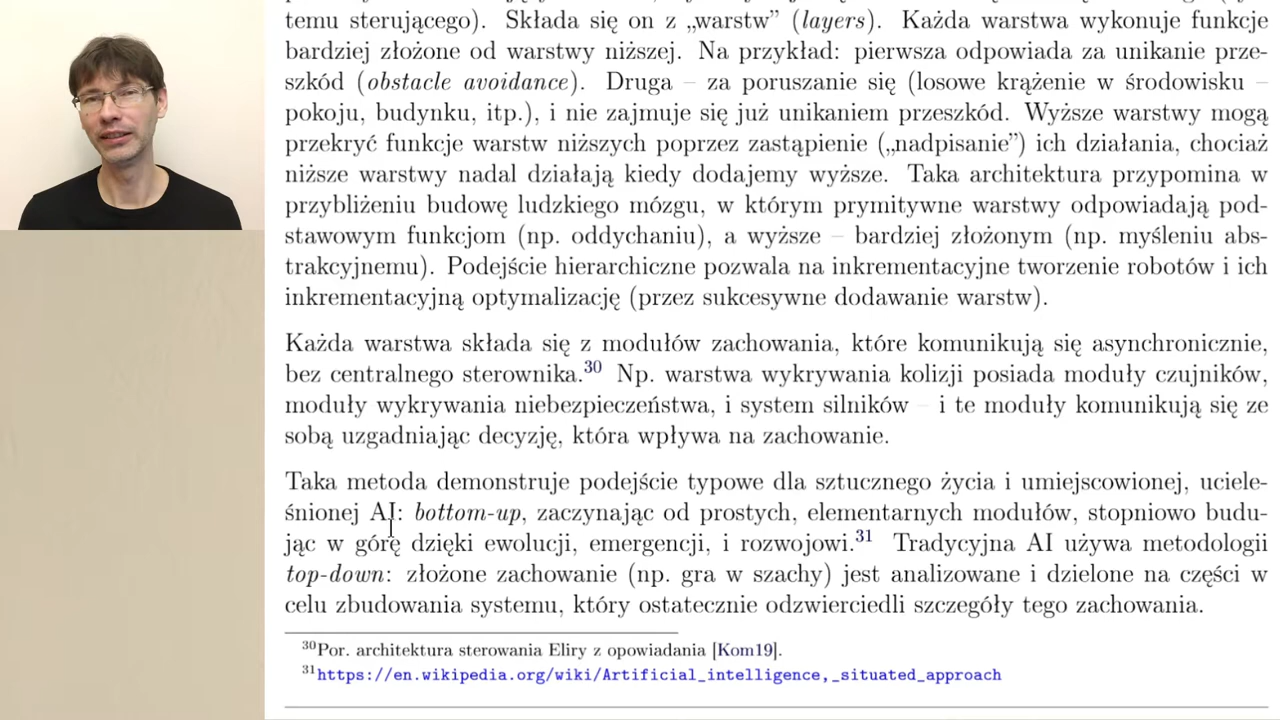 temu sterującego). Składa się on z „warstw” (layers). Każda warstwa wykonuje funkcje
bardziej złożone od warstwy niższej. Na przykład: pierwsza odpowiada za unikanie prze-
szkód (obstacle avoidance). Druga – za poruszanie się (losowe krążenie w środowisku –
pokoju, budynku, itp.), i nie zajmuje się już unikaniem przeszkód. Wyższe warstwy mogą
przekryć funkcje warstw niższych poprzez zastąpienie („nadpisanie”) ich działania, chociaż
niższe warstwy nadal działają kiedy dodajemy wyższe. Taka architektura przypomina w
przybliżeniu budowę ludzkiego mózgu, w którym prymitywne warstwy odpowiadają pod-
stawowym funkcjom (np. oddychaniu), a wyższe – bardziej złożonym (np. myśleniu abs-
trakcyjnemu). Podejście hierarchiczne pozwala na inkrementacyjne tworzenie robotów i ich
inkrementacyjną optymalizację (przez sukcesywne dodawanie warstw).
Każda warstwa składa się z modułów zachowania, które komunikują się asynchronicznie,
bez centralnego sterownika.30 Np. warstwa wykrywania kolizji posiada moduły czujników,
moduły wykrywania niebezpieczeństwa, i system silników – i te moduły komunikują się ze
sobą uzgadniając decyzję, która wpływa na zachowanie.
Taka metoda demonstruje podejście typowe dla sztucznego życia i umiejscowionej, uciele-
śnionej AI: bottom-up, zaczynając od prostych, elementarnych modułów, stopniowo budu-
jąc w górę dzięki ewolucji, emergencji, i rozwojowi.31 Tradycyjna AI używa metodologii
top-down: złożone zachowanie (np. gra w szachy) jest analizowane i dzielone na części w
celu zbudowania systemu, który ostatecznie odzwierciedli szczegóły tego zachowania.
30Por. architektura sterowania Eliry z opowiadania [Kom19].
31https://en.wikipedia.org/wiki/Artificial_intelligence,_situated_approach